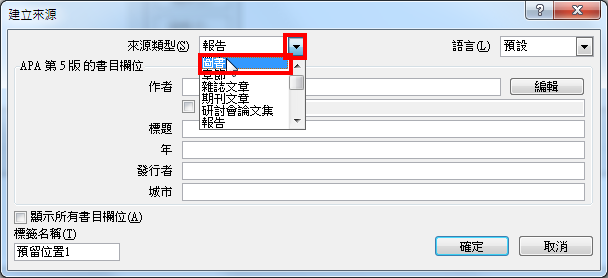 建立來源
來源類型(S) 報告 語言(L) 預設
圖書
APA 第 5 版 的書目欄位
章節
作者 編輯
雜誌文章
期刊文章
研討會論文集
標題 報告
年
發行者
城市
顯示所有書目欄位(A)
標籤名稱(T)
預留位置1 確定 取消